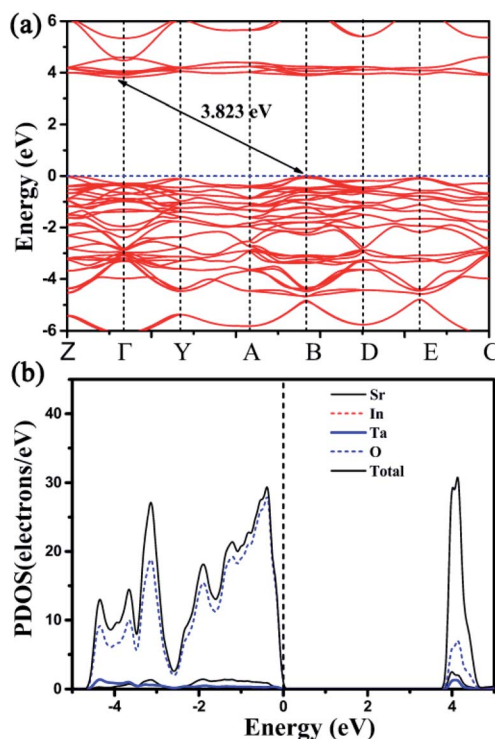 (a)
6
4
2
0
-2
-4
-6
Energy (eV)
3.823 eV
Z Γ Y A B D E C
(b)
40
30
20
10
0
PDOS(electrons/eV)
Sr
In
Ta
O
Total
-4 -2 0 2 4
Energy (eV)